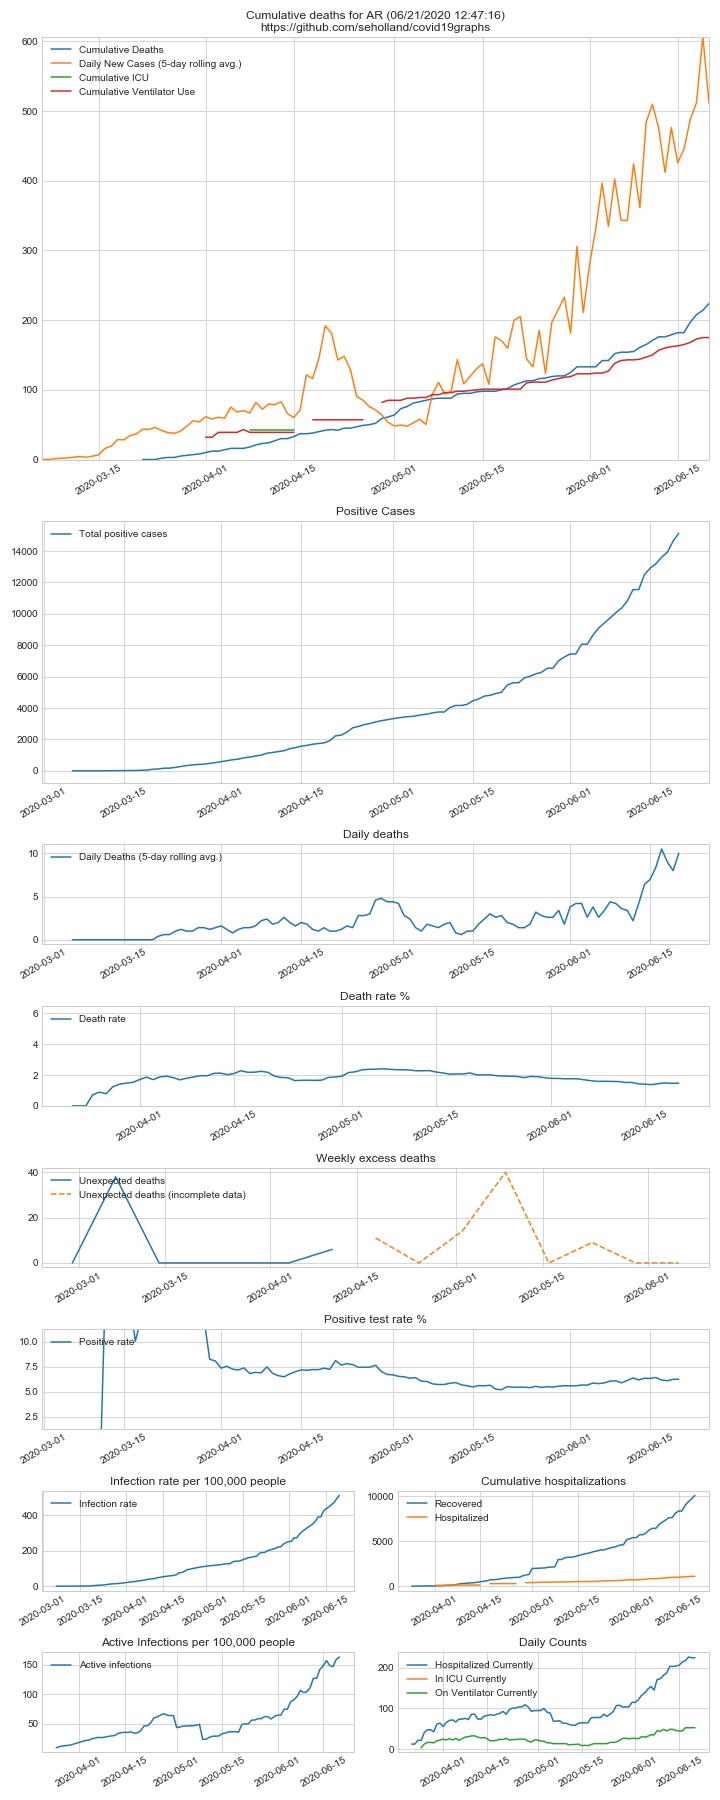 Cumulative deaths for AR (06/21/2020 12:47:16)
https://github.com/seholland/covid19graphs
Cumulative Deaths
Daily New Cases (5-day rolling avg.)
Cumulative ICU
Cumulative Ventilator Use
600
500
400
300
200
100
0
2020-03-15 2020-04-01 2020-04-15 2020-05-01 2020-05-15 2020-06-01 2020-06-15
Positive Cases
Total positive cases
14000
12000
10000
8000
6000
4000
2000
0
2020-03-01 2020-03-15 2020-04-01 2020-04-15 2020-05-01 2020-05-15 2020-06-01 2020-06-15
Daily deaths
Daily Deaths (5-day rolling avg.)
10
5
0
2020-03-01 2020-03-15 2020-04-01 2020-04-15 2020-05-01 2020-05-15 2020-06-01 2020-06-15
Death rate %
Death rate
6
4
2
0
2020-04-01 2020-04-15 2020-05-01 2020-05-15 2020-06-01 2020-06-15
Weekly excess deaths
Unexpected deaths
Unexpected deaths (incomplete data)
40
20
0
2020-03-01 2020-03-15 2020-04-01 2020-04-15 2020-05-01 2020-05-15 2020-06-01
Positive test rate %
Positive rate
10.0
7.5
5.0
2.5
2020-03-01 2020-03-15 2020-04-01 2020-04-15 2020-05-01 2020-05-15 2020-06-01 2020-06-15
Infection rate per 100,000 people
Infection rate
400
200
0
2020-03-01 2020-03-15 2020-04-01 2020-04-15 2020-05-01 2020-05-15 2020-06-01 2020-06-15
Cumulative hospitalizations
Recovered
Hospitalized
10000
5000
0
2020-04-01 2020-04-15 2020-05-01 2020-05-15 2020-06-01 2020-06-15
Active Infections per 100,000 people
Active infections
150
100
50
2020-04-01 2020-04-15 2020-05-01 2020-05-15 2020-06-01 2020-06-15
Daily Counts
Hospitalized Currently
In ICU Currently
On Ventilator Currently
200
100
0
2020-04-01 2020-04-15 2020-05-01 2020-05-15 2020-06-01 2020-06-15